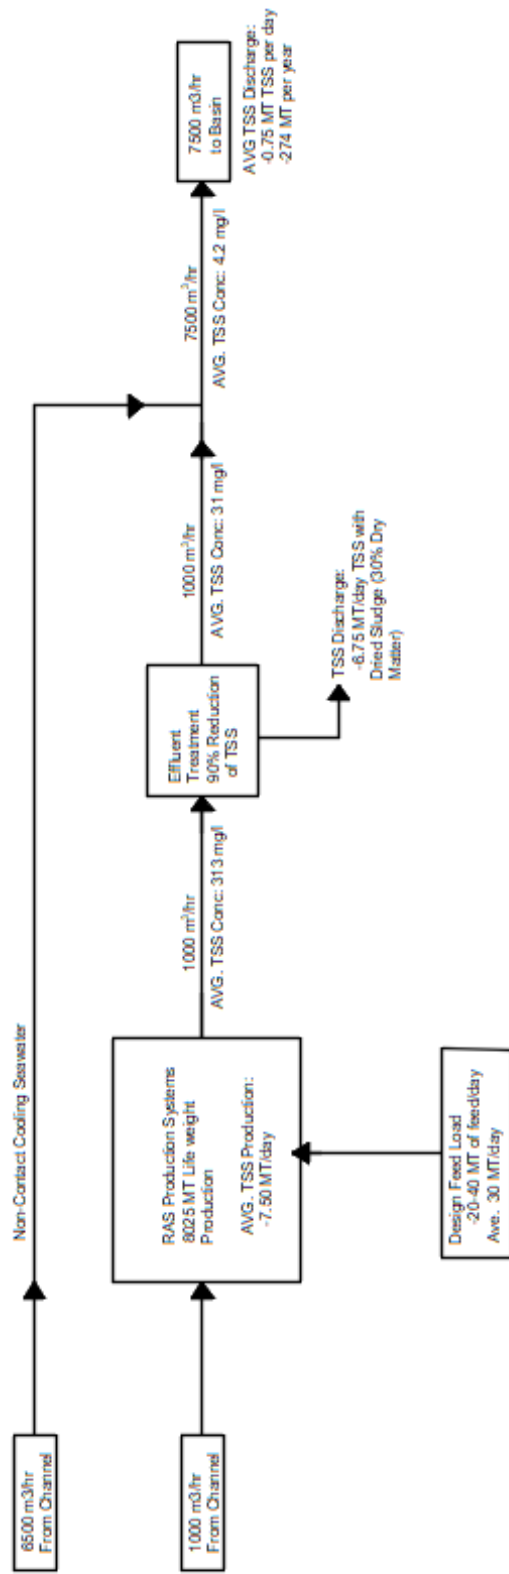 6500 m3/hr
From Channel
Non-Contact Cooling Seawater
1000 m3/hr
From Channel
RAS Production Systems
8025 MT Life weight
Production
AVG. TSS Production:
-7.50 MT/day
Design Feed Load
-20-40 MT of feed/day
Ave. 30 MT/day
1000 m³/hr
AVG. TSS Conc: 313 mg/l
Effluent
Treatment
90% Reduction
of TSS
TSS Discharge:
-6.75 MT/day TSS with
Dried Sludge (30% Dry
Matter)
1000 m³/hr
AVG. TSS Conc: 31 mg/l
7500 m³/hr
AVG. TSS Conc: 4.2 mg/l
7500 m3/hr
to Basin
AVG TSS Discharge:
-0.75 MT TSS per day
-274 MT per year